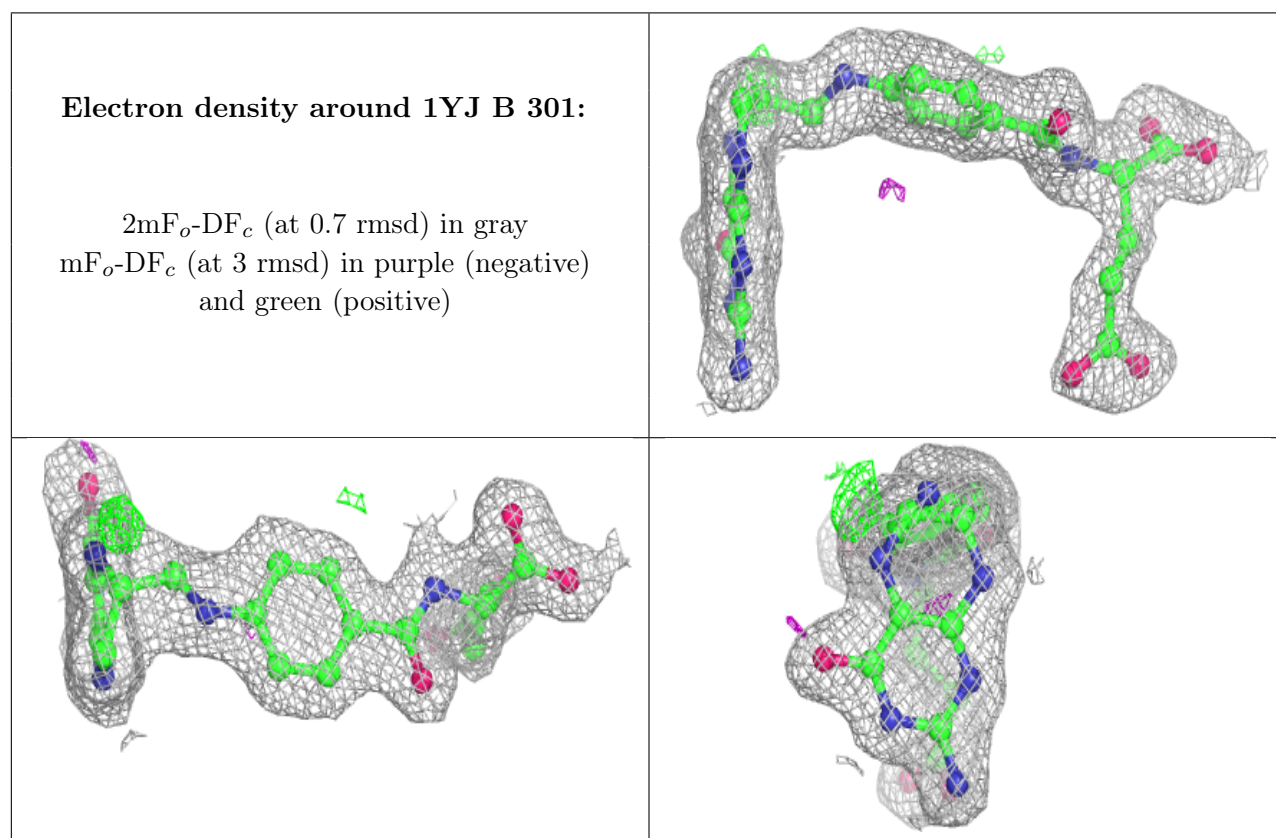 Electron density around 1YJ B 301:
2mFo-DFc (at 0.7 rmsd) in gray
mFo-DFc (at 3 rmsd) in purple (negative)
and green (positive)